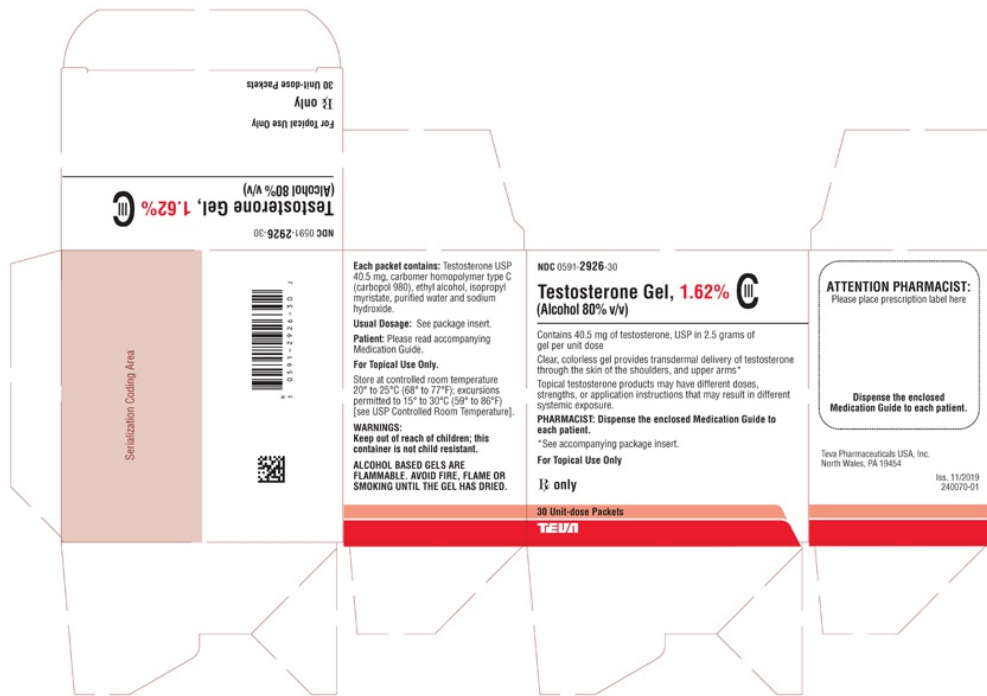 30 Unit-dose Packets
℞ only
For Topical Use Only
Testosterone Gel, 1.62% CIII
(Alcohol 80% v/v)
NDC 0591-2926-30
Serialization Coding Area
N
3 0591-2926-30 2
Each packet contains: Testosterone USP
40.5 mg, carbomer homopolymer type C
(carbopol 980), ethyl alcohol, isopropyl
myristate, purified water and sodium
hydroxide.
Usual Dosage: See package insert.
Patient: Please read accompanying
Medication Guide.
For Topical Use Only.
Store at controlled room temperature
20° to 25°C (68° to 77°F); excursions
permitted to 15° to 30°C (59° to 86°F)
[see USP Controlled Room Temperature].
WARNINGS:
Keep out of reach of children; this
container is not child resistant.
ALCOHOL BASED GELS ARE
FLAMMABLE. AVOID FIRE, FLAME OR
SMOKING UNTIL THE GEL HAS DRIED.
NDC 0591-2926-30
Testosterone Gel, 1.62% CIII
(Alcohol 80% v/v)
Contains 40.5 mg of testosterone, USP in 2.5 grams of
gel per unit dose
Clear, colorless gel provides transdermal delivery of testosterone
through the skin of the shoulders, and upper arms*
Topical testosterone products may have different doses,
strengths, or application instructions that may result in different
systemic exposure.
PHARMACIST: Dispense the enclosed Medication Guide to
each patient.
*See accompanying package insert.
For Topical Use Only
℞ only
30 Unit-dose Packets
TEVA
ATTENTION PHARMACIST:
Please place prescription label here
Dispense the enclosed
Medication Guide to each patient.
Teva Pharmaceuticals USA, Inc.
North Wales, PA 19454
Iss. 11/2019
240070-01